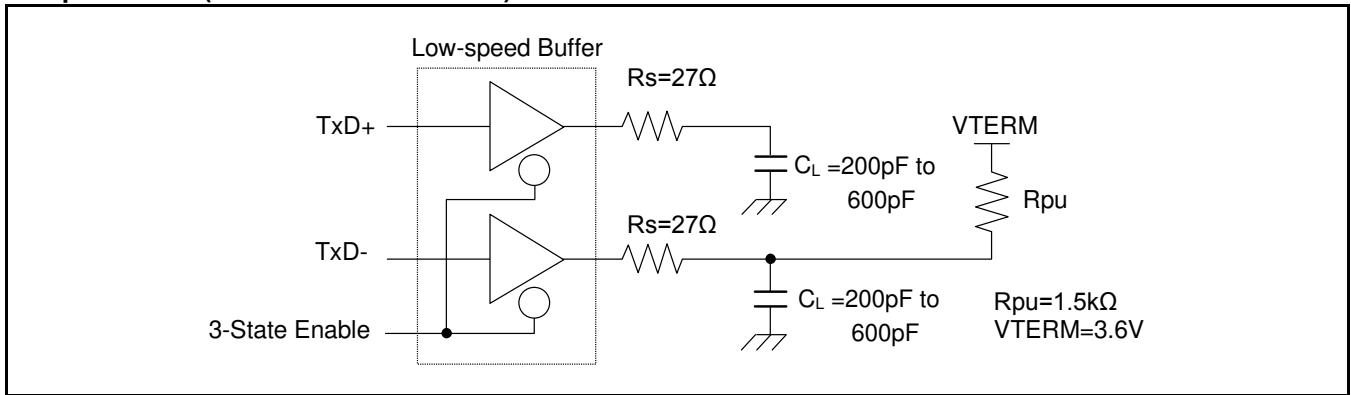 Low-speed Buffer
Rs=27Ω
TxD+
VTERM
C_L =200pF to
600pF
Rpu
Rs=27Ω
TxD-
C_L =200pF to
600pF
Rpu=1.5kΩ
VTERM=3.6V
3-State Enable